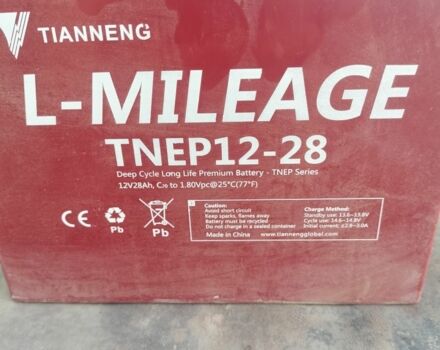 TIANNENG
L-MILEAGE
TNEP12-28
Deep Cycle Long Life Premium Battery - TNEP Series
12V28Ah, C₂₀ to 1.80Vpc@25°C(77°F)
CE
Pb
Pb
Caution:
Avoid short circuit
Keep sparks, flames away
Battery must be recycled
Do not charge in a sealed container
Charge Method:
Standby use: 13.6~13.8V
Cycle use: 14.6~14.8V
Initial current: ≤2.8~3.0A
Made in China
www.tiannengglobal.com